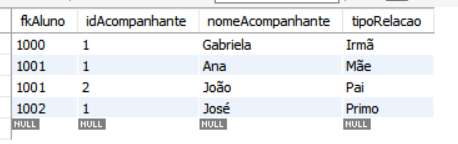 fkAluno idAcompanhante nomeAcompanhante tipoRelacao
1000 1 Gabriela Irmã
1001 1 Ana Mãe
1001 2 João Pai
1002 1 José Primo
NULL NULL NULL NULL